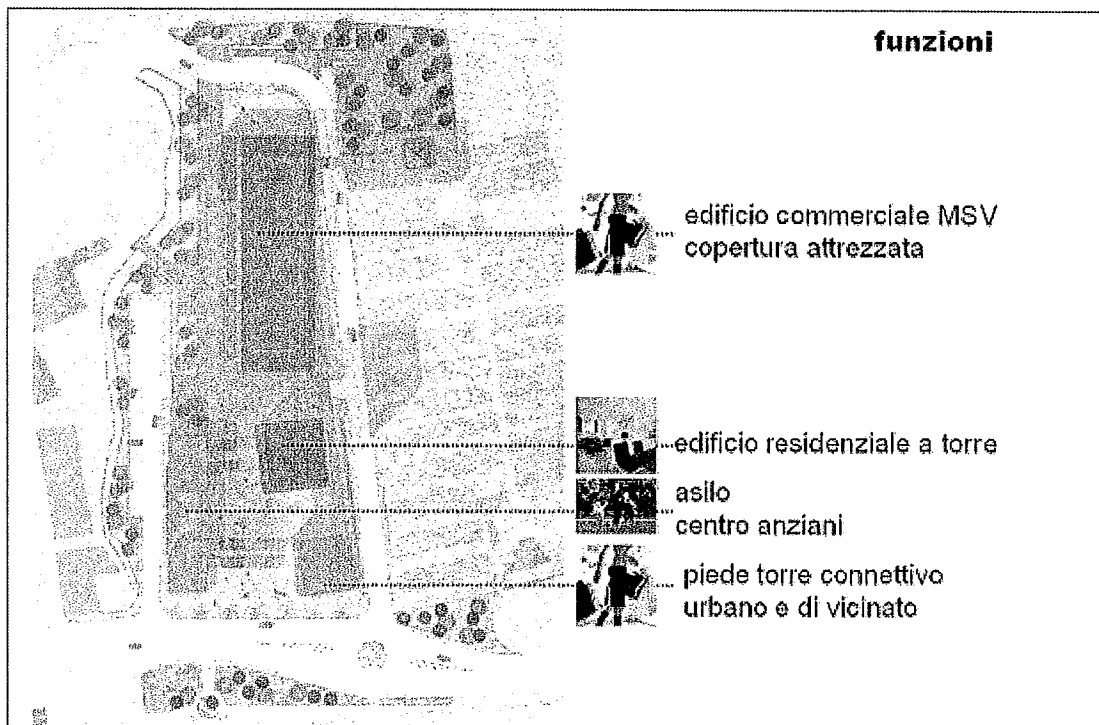 funzioni
edificio commerciale MSV
copertura attrezzata
edificio residenziale a torre
asilo
centro anziani
piede torre connettivo
urbano e di vicinato